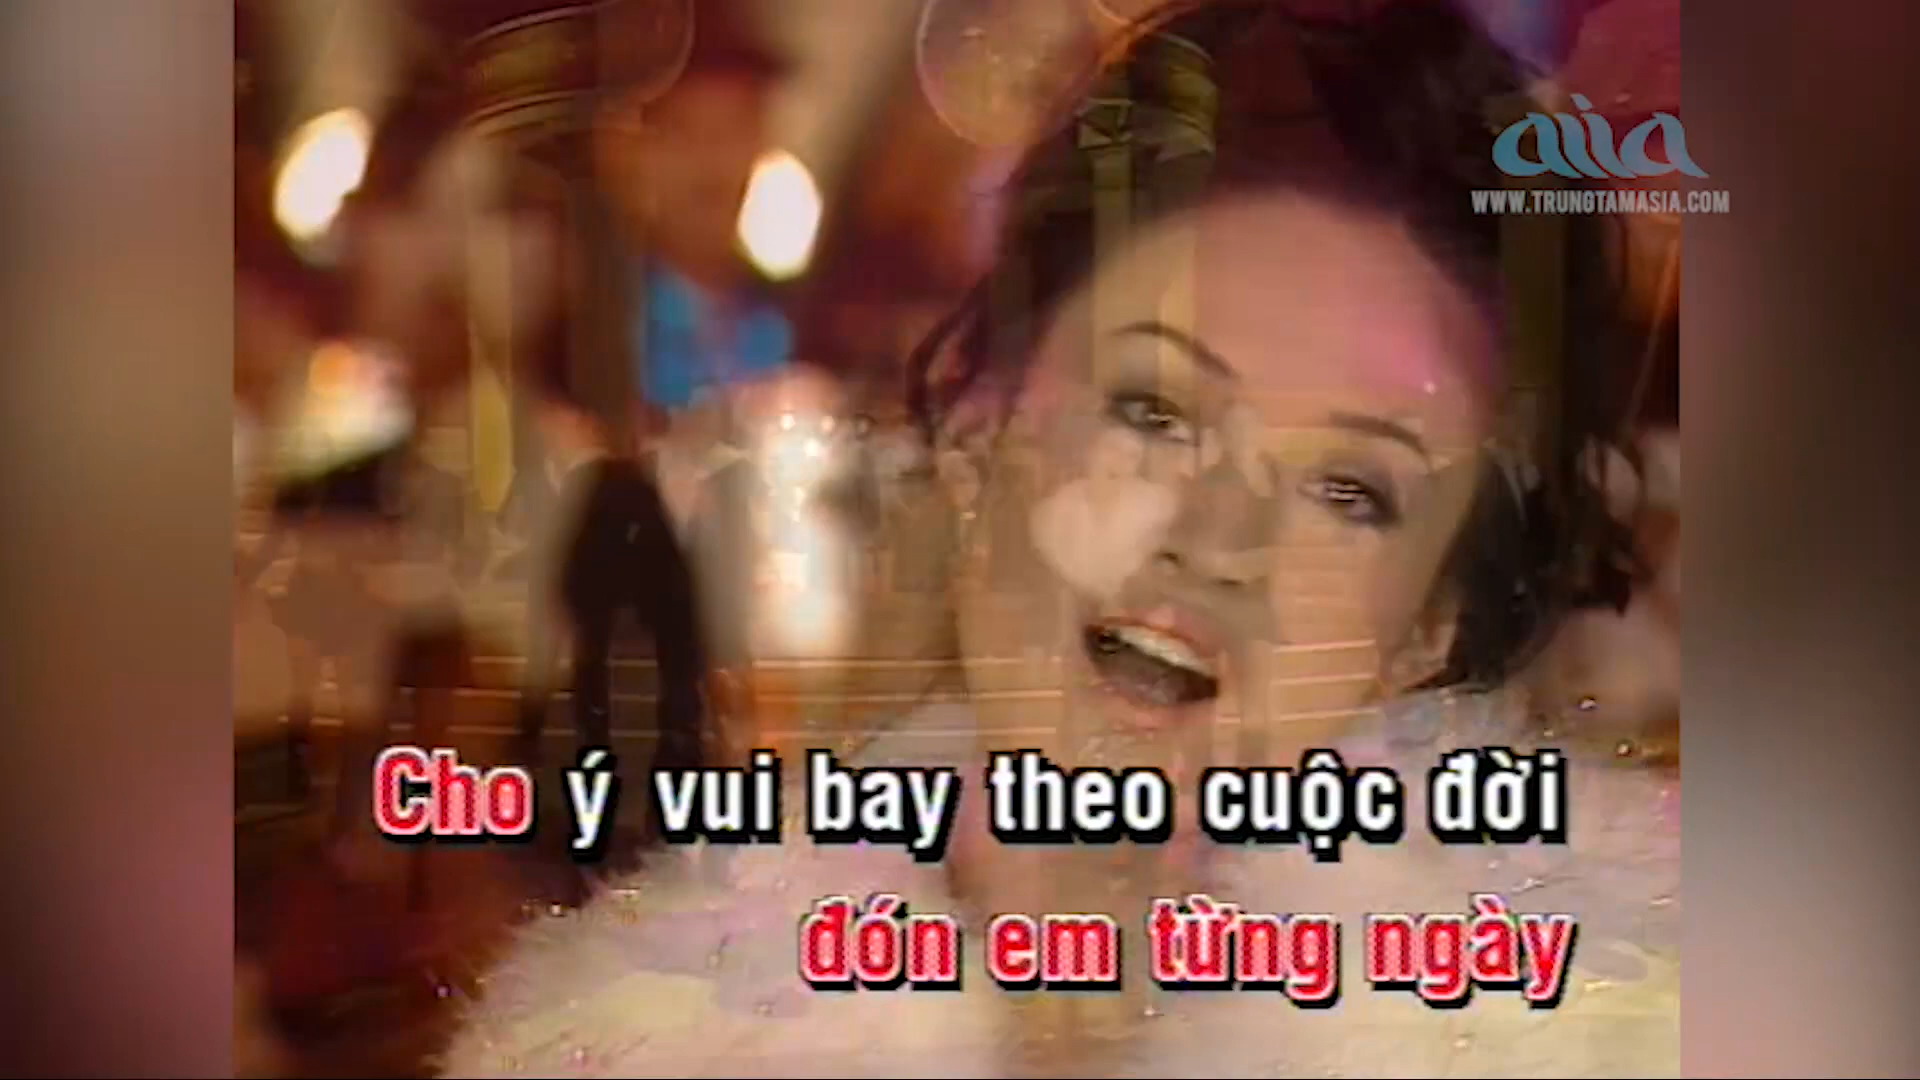 asia
WWW.TRUNGTAMASIA.COM
Cho ý vui bay theo cuộc đời
đón em từng ngày